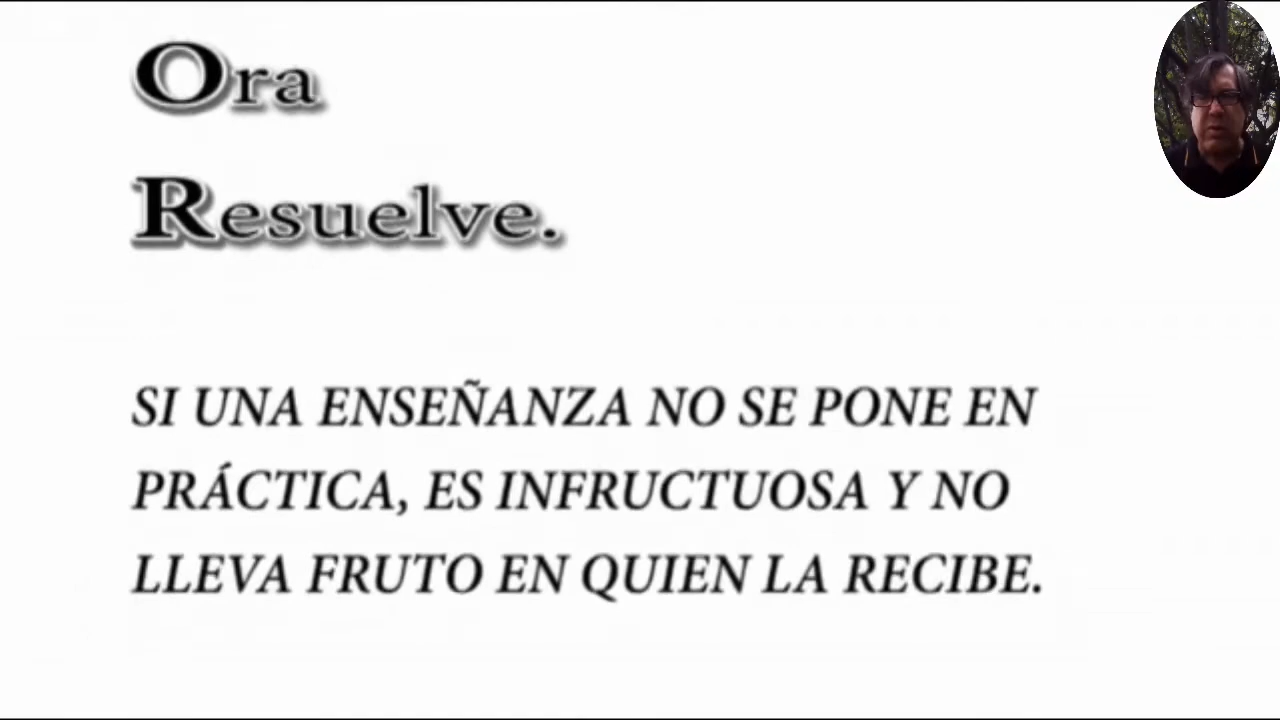 Ora
Resuelve.
SI UNA ENSEÑANZA NO SE PONE EN
PRÁCTICA, ES INFRUCTUOSA Y NO
LLEVA FRUTO EN QUIEN LA RECIBE.